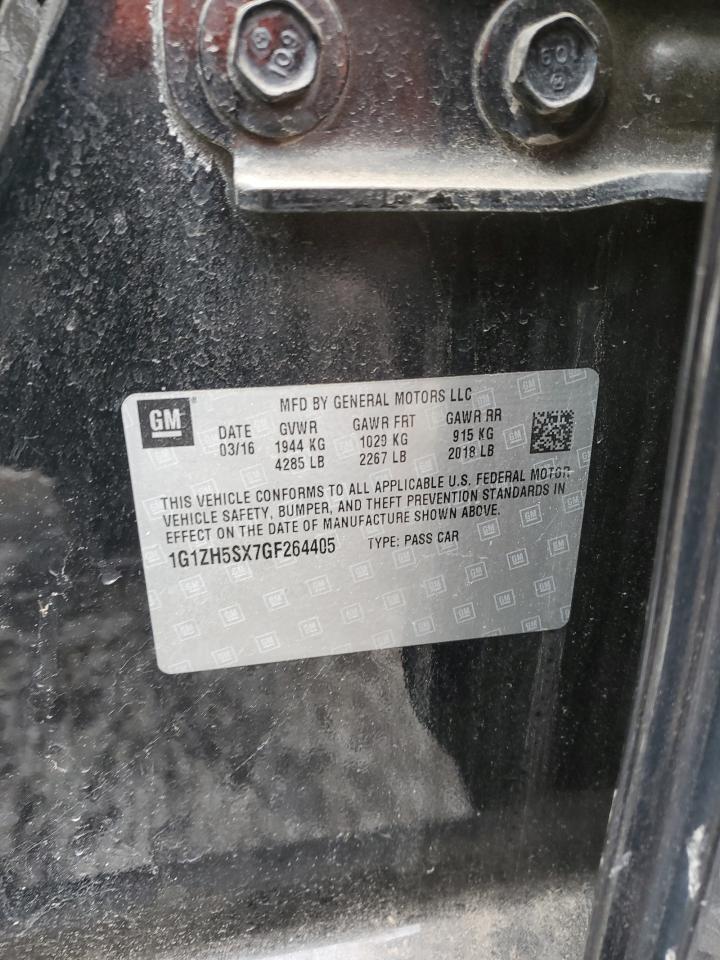 GM
MFD BY GENERAL MOTORS LLC
DATE GVWR GAWR FRT GAWR RR
03/16 1944 KG 1029 KG 915 KG
4285 LB 2267 LB 2018 LB
THIS VEHICLE CONFORMS TO ALL APPLICABLE U.S. FEDERAL MOTOR
VEHICLE SAFETY, BUMPER, AND THEFT PREVENTION STANDARDS IN
EFFECT ON THE DATE OF MANUFACTURE SHOWN ABOVE.
1G1ZH5SX7GF264405 TYPE: PASS CAR